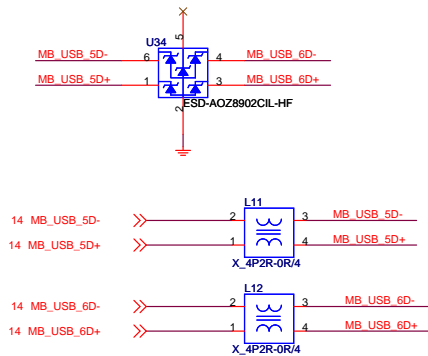 5
U34
MB_USB_5D- 6 4 MB_USB_6D-
MB_USB_5D+ 1 3 MB_USB_6D+
2 ESD-AOZ8902CIL-HF
L11
14 MB_USB_5D- 2 3 MB_USB_5D-
14 MB_USB_5D+ 1 4 MB_USB_5D+
X_4P2R-0R/4
L12
14 MB_USB_6D- 2 3 MB_USB_6D-
14 MB_USB_6D+ 1 4 MB_USB_6D+
X_4P2R-0R/4